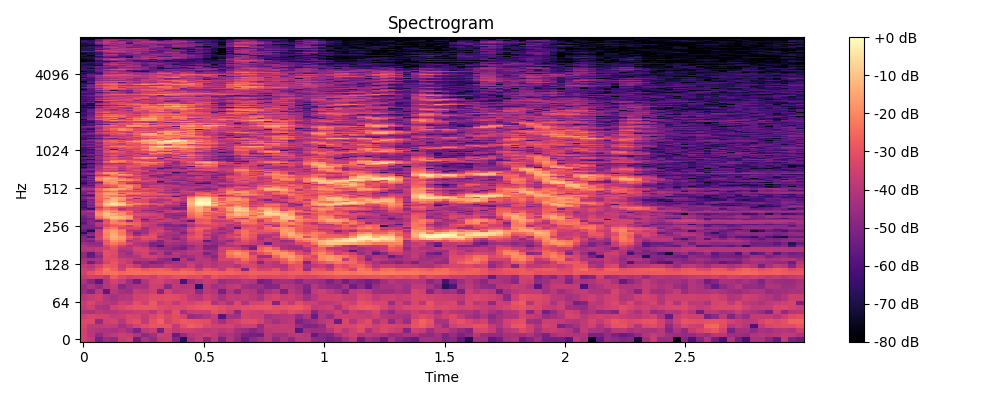 Spectrogram
Hz
4096
2048
1024
512
256
128
64
0
0
0.5
1
1.5
2
2.5
Time
+0 dB
-10 dB
-20 dB
-30 dB
-40 dB
-50 dB
-60 dB
-70 dB
-80 dB